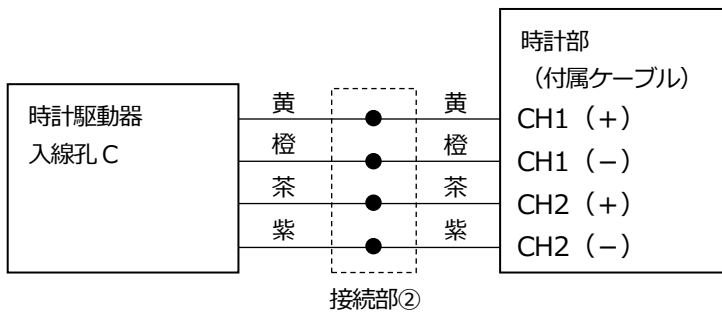 時計部
（付属ケーブル）
時計駆動器
入線孔 C
黄 黄 CH1（+）
橙 橙 CH1（－）
茶 茶 CH2（+）
紫 紫 CH2（－）
接続部②